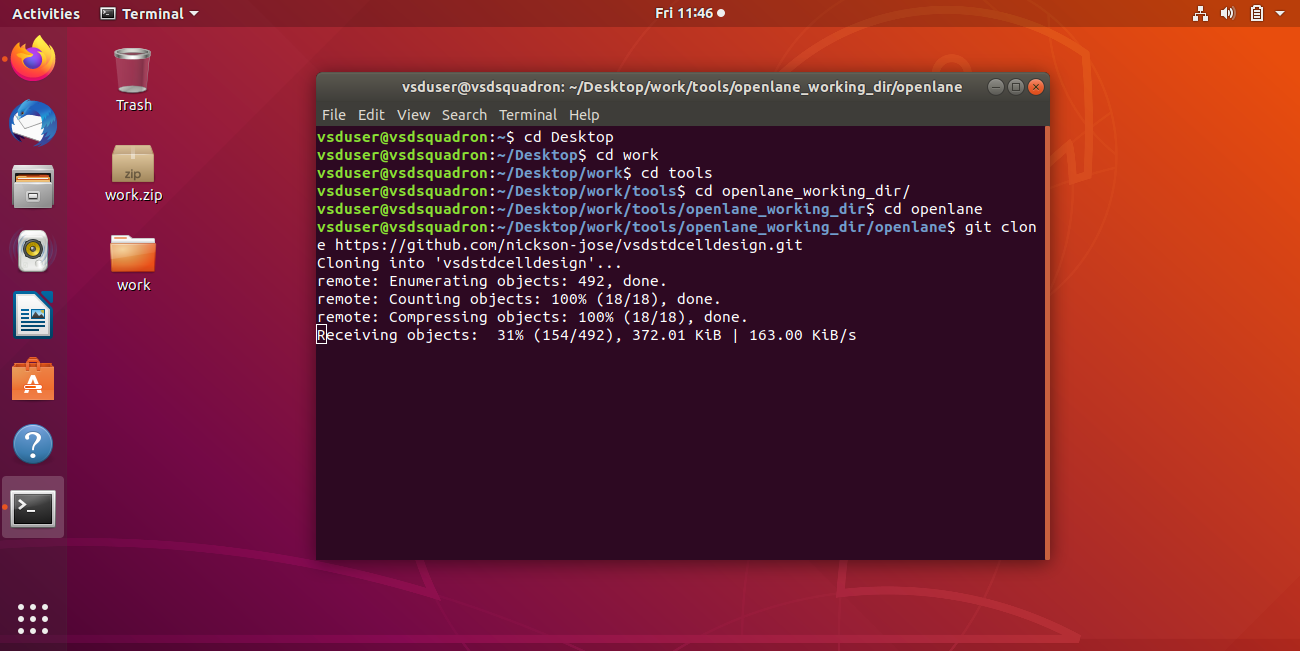 Activities
Terminal
Fri 11:46
Trash
zip
work.zip
work
vsduser@vsdsquadron: ~/Desktop/work/tools/openlane_working_dir/openlane
File Edit View Search Terminal Help
vsduser@vsdsquadron:~$ cd Desktop
vsduser@vsdsquadron:~/Desktop$ cd work
vsduser@vsdsquadron:~/Desktop/work$ cd tools
vsduser@vsdsquadron:~/Desktop/work/tools$ cd openlane_working_dir/
vsduser@vsdsquadron:~/Desktop/work/tools/openlane_working_dir$ cd openlane
vsduser@vsdsquadron:~/Desktop/work/tools/openlane_working_dir/openlane$ git clon
e https://github.com/nickson-jose/vsdstdcelldesign.git
Cloning into 'vsdstdcelldesign'...
remote: Enumerating objects: 492, done.
remote: Counting objects: 100% (18/18), done.
remote: Compressing objects: 100% (18/18), done.
Receiving objects:  31% (154/492), 372.01 KiB | 163.00 KiB/s